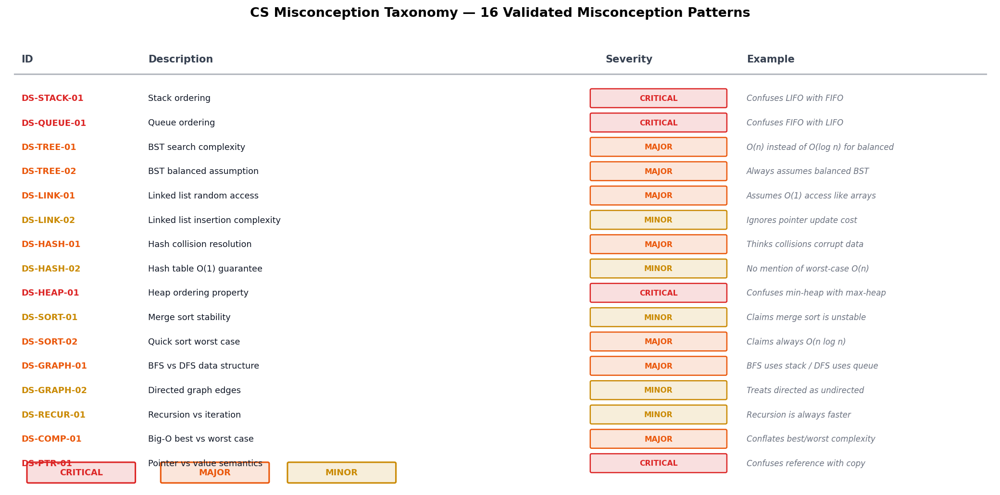 CS Misconception Taxonomy — 16 Validated Misconception Patterns
ID Description Severity Example
DS-STACK-01 Stack ordering CRITICAL Confuses LIFO with FIFO
DS-QUEUE-01 Queue ordering CRITICAL Confuses FIFO with LIFO
DS-TREE-01 BST search complexity MAJOR O(n) instead of O(log n) for balanced
DS-TREE-02 BST balanced assumption MAJOR Always assumes balanced BST
DS-LINK-01 Linked list random access MAJOR Assumes O(1) access like arrays
DS-LINK-02 Linked list insertion complexity MINOR Ignores pointer update cost
DS-HASH-01 Hash collision resolution MAJOR Thinks collisions corrupt data
DS-HASH-02 Hash table O(1) guarantee MINOR No mention of worst-case O(n)
DS-HEAP-01 Heap ordering property CRITICAL Confuses min-heap with max-heap
DS-SORT-01 Merge sort stability MINOR Claims merge sort is unstable
DS-SORT-02 Quick sort worst case MAJOR Claims always O(n log n)
DS-GRAPH-01 BFS vs DFS data structure MAJOR BFS uses stack / DFS uses queue
DS-GRAPH-02 Directed graph edges MINOR Treats directed as undirected
DS-RECUR-01 Recursion vs iteration MINOR Recursion is always faster
DS-COMP-01 Big-O best vs worst case MAJOR Conflates best/worst complexity
DS-PTR-01 Pointer vs value semantics CRITICAL Confuses reference with copy
CRITICAL MAJOR MINOR